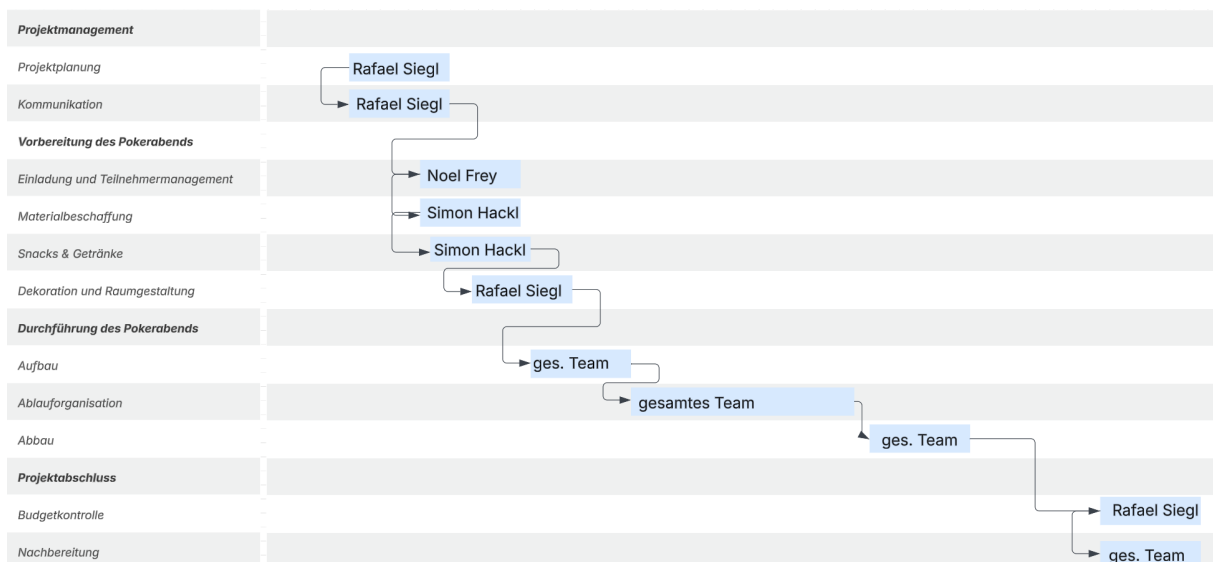 Projektmanagement
Projektplanung
Rafael Siegl
Kommunikation
Rafael Siegl
Vorbereitung des Pokerabends
Einladung und Teilnehmermanagement
Noel Frey
Materialbeschaffung
Simon Hackl
Snacks & Getränke
Simon Hackl
Dekoration und Raumgestaltung
Rafael Siegl
Durchführung des Pokerabends
Aufbau
ges. Team
Ablauforganisation
gesamtes Team
Abbau
ges. Team
Projektabschluss
Budgetkontrolle
Rafael Siegl
Nachbereitung
ges. Team